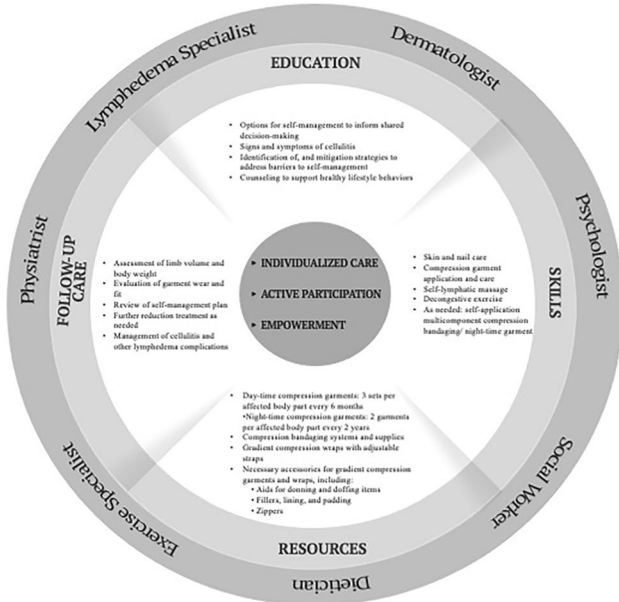 Lymphedema Specialist
Dermatologist
EDUCATION
• Options for self-management to inform shared
decision-making
• Signs and symptoms of cellulitis
• Identification of, and mitigation strategies to
address barriers to self-management
• Counseling to support healthy lifestyle behaviors
Physiatrist
FOLLOW-UP
CARE
• Assessment of limb volume and
body weight
• Evaluation of garment wear and
fit
• Review of self-management plan
• Further reduction treatment as
needed
• Management of cellulitis and
other lymphedema complications
▸ INDIVIDUALIZED CARE
▸ ACTIVE PARTICIPATION
▸ EMPOWERMENT
• Skin and nail care
• Compression garment
application and care
• Self-lymphatic massage
• Decongestive exercise
• As needed: self-application
multicomponent compression
bandaging/ night-time garment
SKILLS
Psychologist
• Day-time compression garments: 3 sets per
affected body part every 6 months
•Night-time compression garments: 2 garments
per affected body part every 2 years
• Compression bandaging systems and supplies
• Gradient compression wraps with adjustable
straps
• Necessary accessories for gradient compression
garments and wraps, including:
• Aids for donning and doffing items
• Fillers, lining, and padding
• Zippers
RESOURCES
Exercise Specialist
Dietician
Social Worker